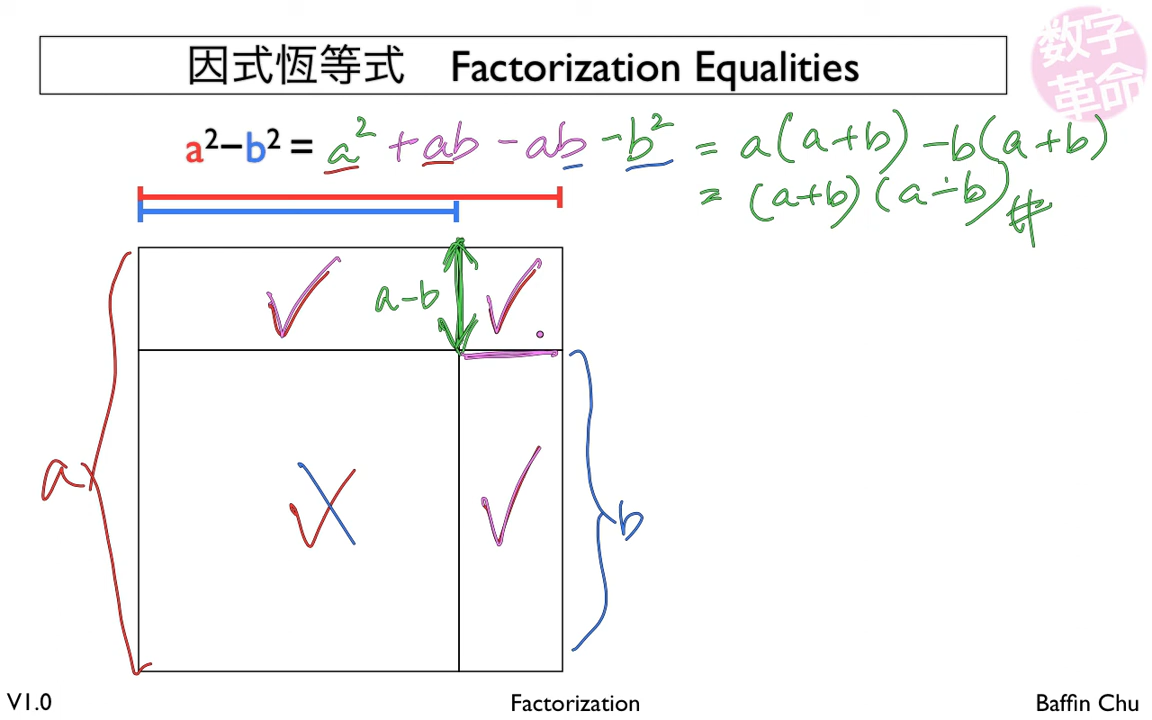 数字
革命
因式恆等式 Factorization Equalities
a²−b² = a² +ab −ab −b² = a(a+b) −b(a+b)
= (a+b)(a−b)#
a−b
a
b
V1.0 Factorization Baffin Chu